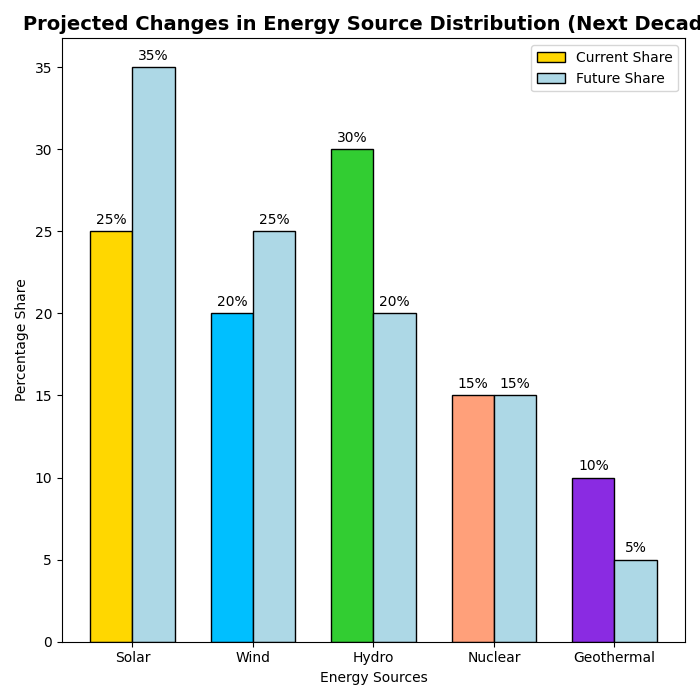 Projected Changes in Energy Source Distribution (Next Decad
Current Share
Future Share
35%
30%
25%
25%
20%
20%
15%
15%
10%
5%
35
30
25
20
15
10
5
0
Percentage Share
Solar
Wind
Hydro
Nuclear
Geothermal
Energy Sources